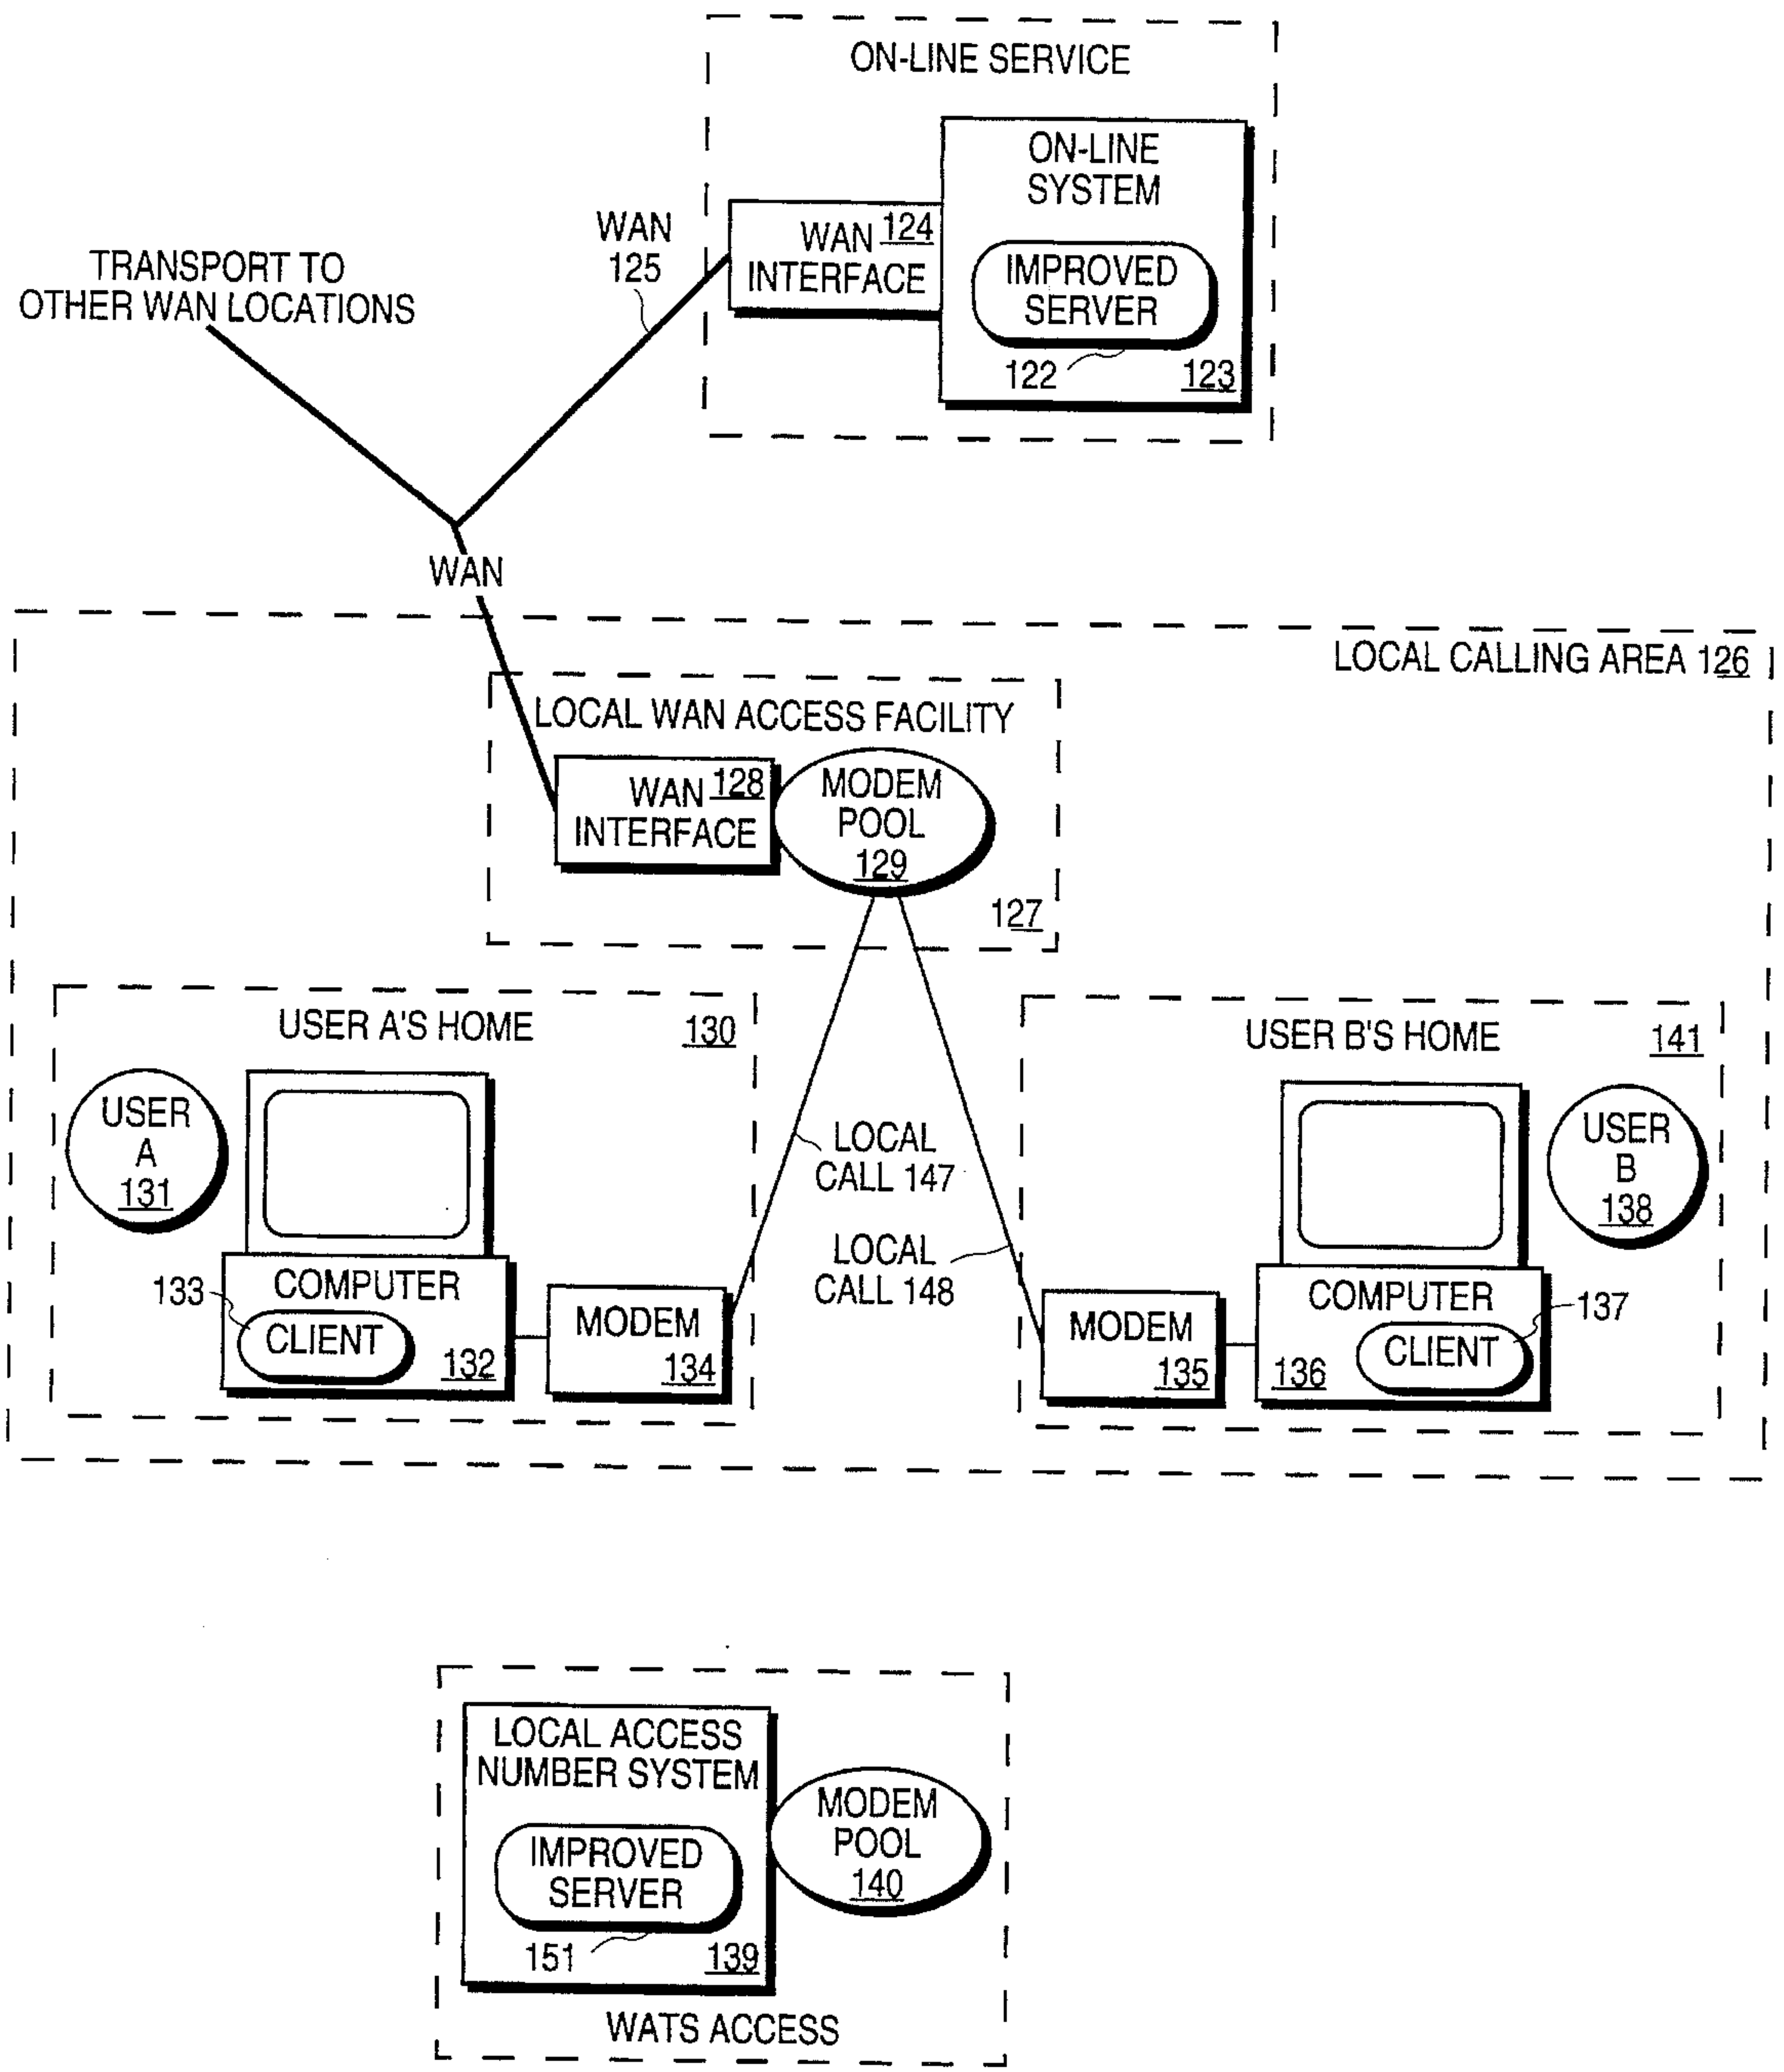 ON-LINE SERVICE
ON-LINE
SYSTEM
WAN 124
INTERFACE
IMPROVED
SERVER
122
123
WAN
125
TRANSPORT TO
OTHER WAN LOCATIONS
WAN
LOCAL CALLING AREA 126
LOCAL WAN ACCESS FACILITY
WAN 128
INTERFACE
MODEM
POOL
129
127
USER A'S HOME
130
USER
A
131
COMPUTER
133
CLIENT
132
MODEM
134
LOCAL
CALL 147
LOCAL
CALL 148
USER B'S HOME
141
USER
B
138
MODEM
135
COMPUTER
137
CLIENT
136
LOCAL ACCESS
NUMBER SYSTEM
IMPROVED
SERVER
151
139
MODEM
POOL
140
WATS ACCESS